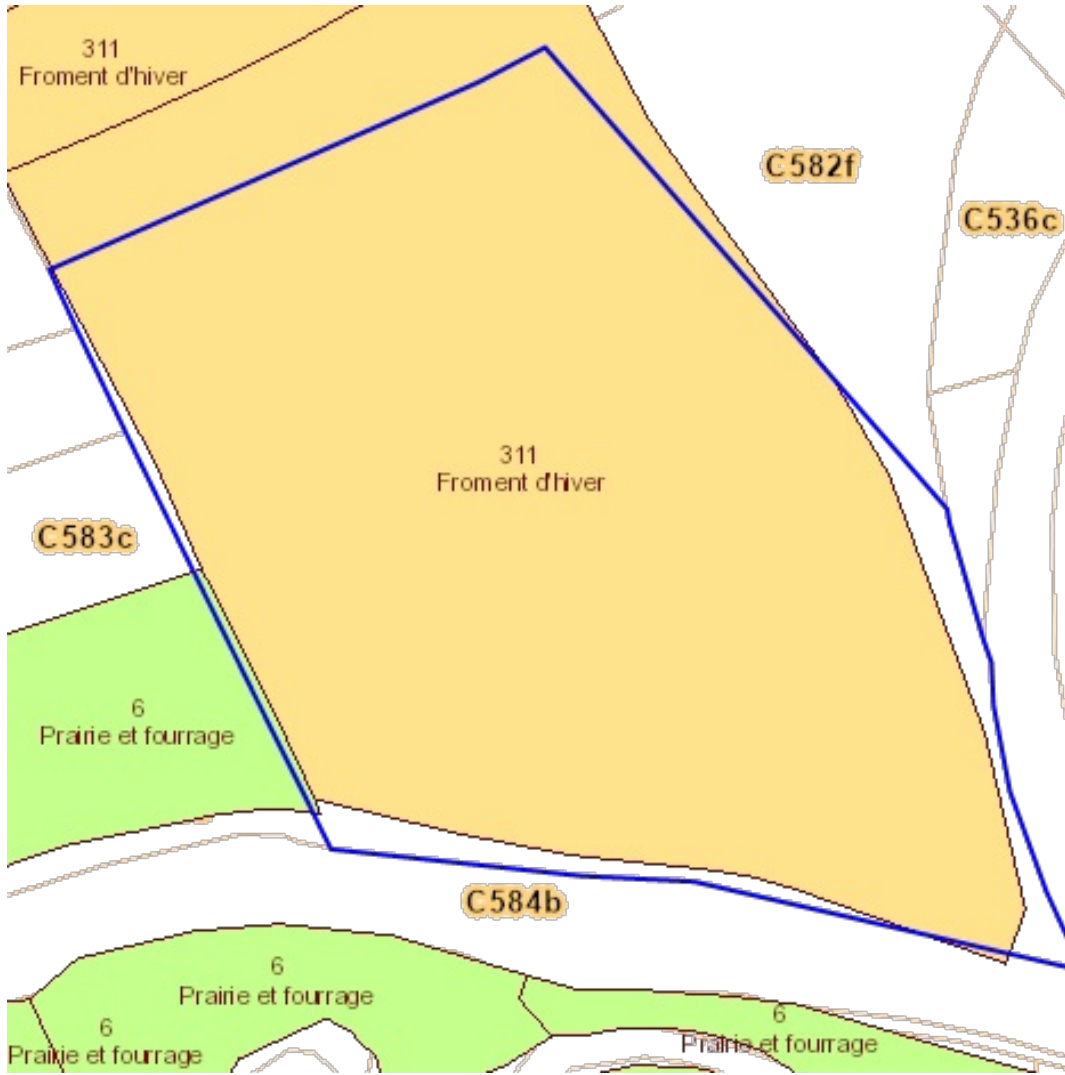 311
Froment d'hiver
C582f
C536c
311
Froment d'hiver
C583c
6
Prairie et fourrage
C584b
6
Prairie et fourrage
6
Prairie et fourrage
6
Prairie et fourrage